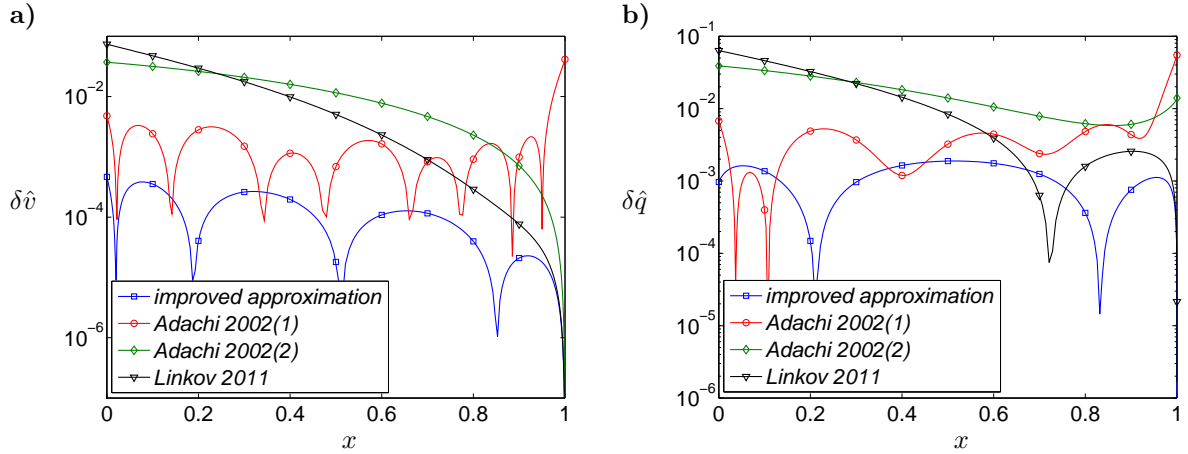 a)
10^{-2}
10^{-4}
10^{-6}
δv̂
0
0.2
0.4
0.6
0.8
1
x
improved approximation
Adachi 2002(1)
Adachi 2002(2)
Linkov 2011
b)
10^{-1}
10^{-2}
10^{-3}
10^{-4}
10^{-5}
10^{-6}
δq̂
0
0.2
0.4
0.6
0.8
1
x
improved approximation
Adachi 2002(1)
Adachi 2002(2)
Linkov 2011